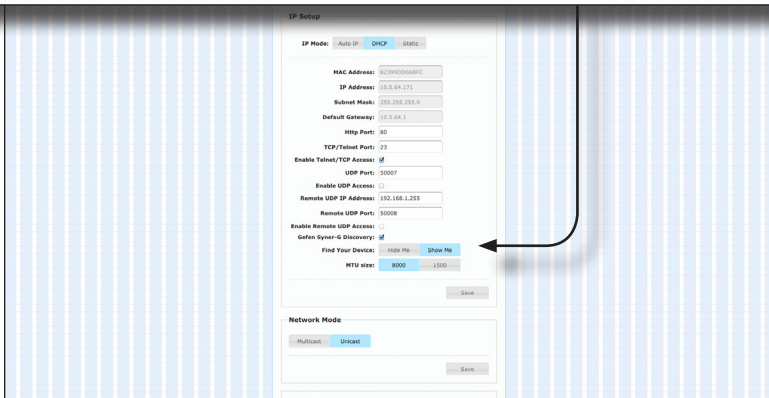 IP Setup
IP Mode: Auto IP DHCP Static
MAC Address: 82399DD0ABFC
IP Address: 10.5.64.171
Subnet Mask: 255.255.255.0
Default Gateway: 10.5.64.1
Http Port: 80
TCP/Telnet Port: 23
Enable Telnet/TCP Access:
UDP Port: 50007
Enable UDP Access:
Remote UDP IP Address: 192.168.1.255
Remote UDP Port: 50008
Enable Remote UDP Access:
Gefen Syner-G Discovery:
Find Your Device: Hide Me Show Me
MTU size: 8000 1500
Save
Network Mode
Multicast Unicast
Save